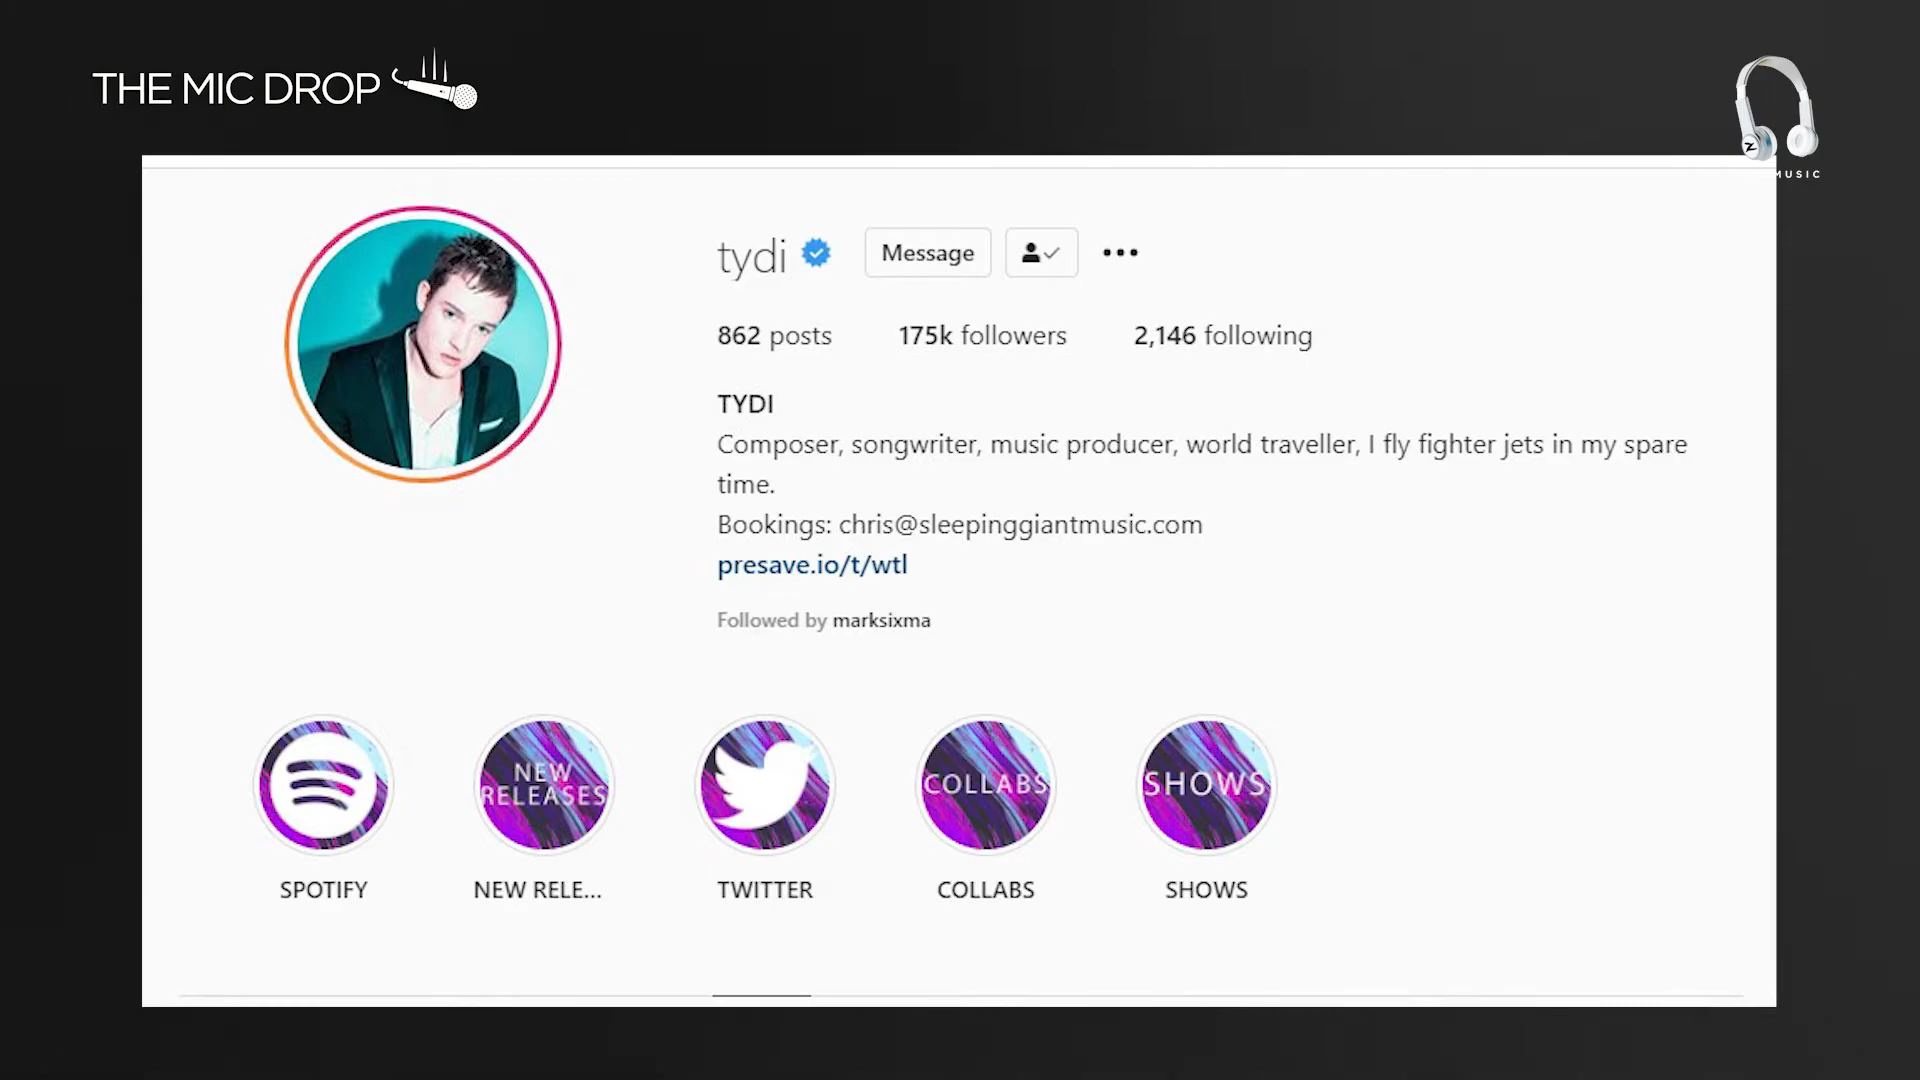 THE MIC DROP
Z
MUSIC
tydi
Message
862 posts 175k followers 2,146 following
TYDI
Composer, songwriter, music producer, world traveller, I fly fighter jets in my spare
time.
Bookings: chris@sleepinggiantmusic.com
presave.io/t/wtl
Followed by marksixma
NEW
RELEASES
COLLABS
SHOWS
SPOTIFY
NEW RELE...
TWITTER
COLLABS
SHOWS